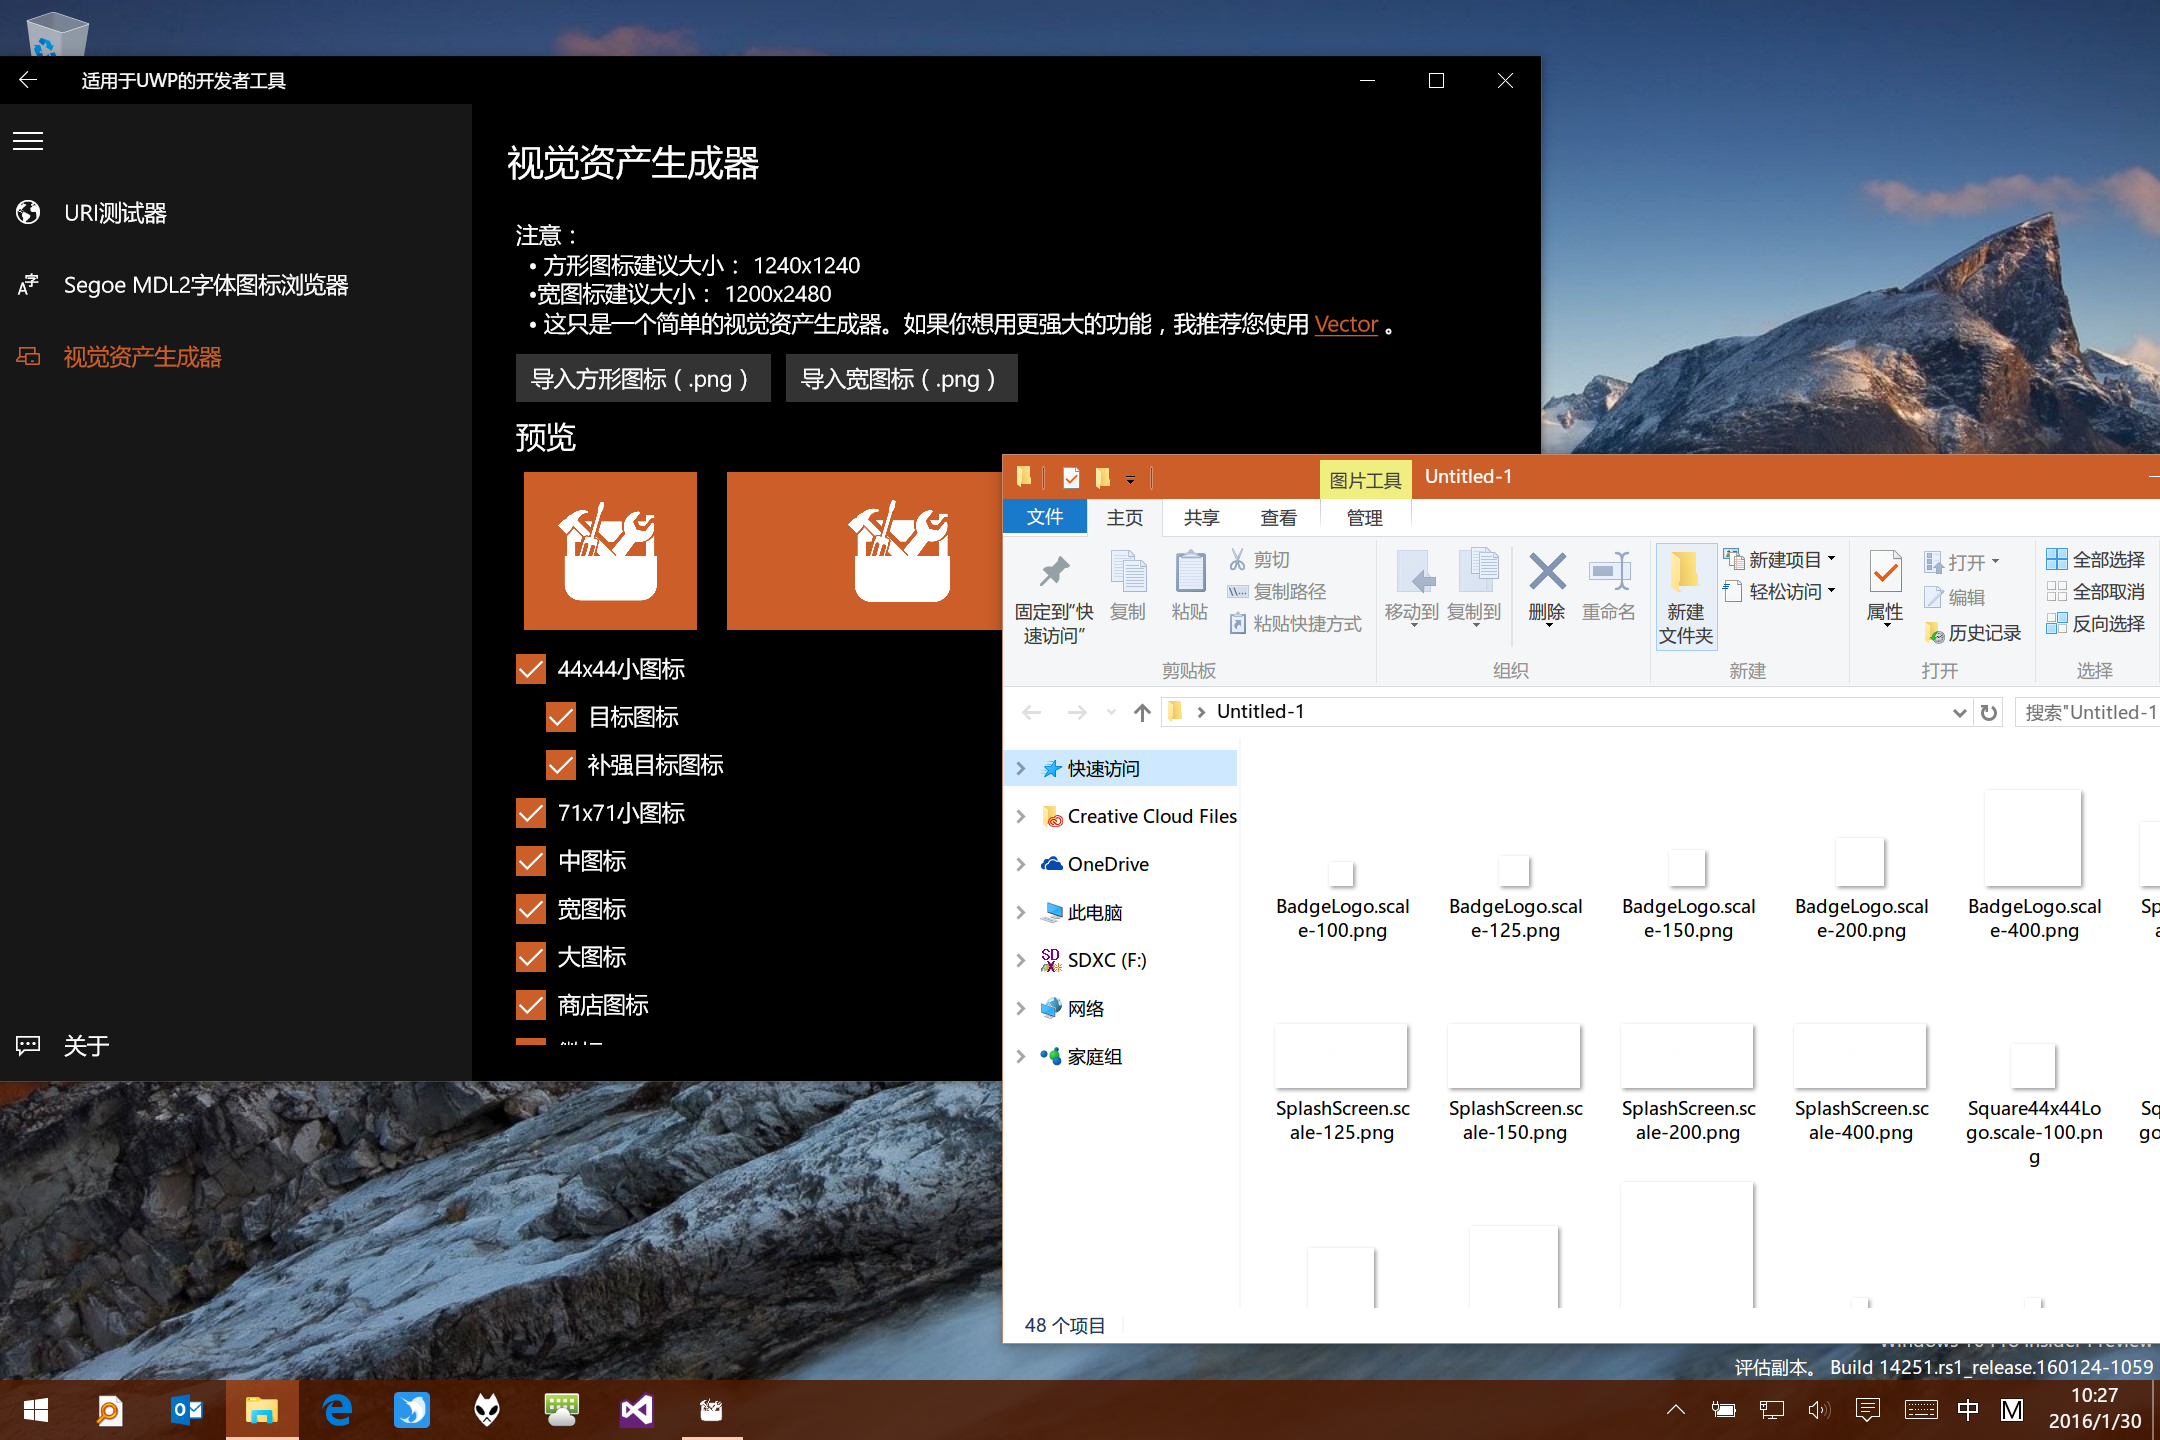 适用于UWP的开发者工具
URI测试器
Segoe MDL2字体图标浏览器
视觉资产生成器
关于
视觉资产生成器
注意：
• 方形图标建议大小： 1240x1240
•宽图标建议大小： 1200x2480
• 这只是一个简单的视觉资产生成器。如果你想用更强大的功能，我推荐您使用 Vector 。
导入方形图标（.png）
导入宽图标（.png）
预览
44x44小图标
目标图标
补强目标图标
71x71小图标
中图标
宽图标
大图标
商店图标
图片工具
Untitled-1
文件
主页
共享
查看
管理
固定到"快
速访问"
复制
粘贴
剪切
复制路径
粘贴快捷方式
剪贴板
移动到
复制到
删除
重命名
组织
新建
文件夹
新建项目
轻松访问
新建
属性
打开
编辑
历史记录
打开
全部选择
全部取消
反向选择
选择
Untitled-1
搜索"Untitled-1
快速访问
Creative Cloud Files
OneDrive
此电脑
SDXC (F:)
网络
家庭组
BadgeLogo.scal
e-100.png
BadgeLogo.scal
e-125.png
BadgeLogo.scal
e-150.png
BadgeLogo.scal
e-200.png
BadgeLogo.scal
e-400.png
SplashScreen.sc
ale-125.png
SplashScreen.sc
ale-150.png
SplashScreen.sc
ale-200.png
SplashScreen.sc
ale-400.png
Square44x44Lo
go.scale-100.pn
g
48 个项目
评估副本。 Build 14251.rs1_release.160124-1059
中
M
10:27
2016/1/30